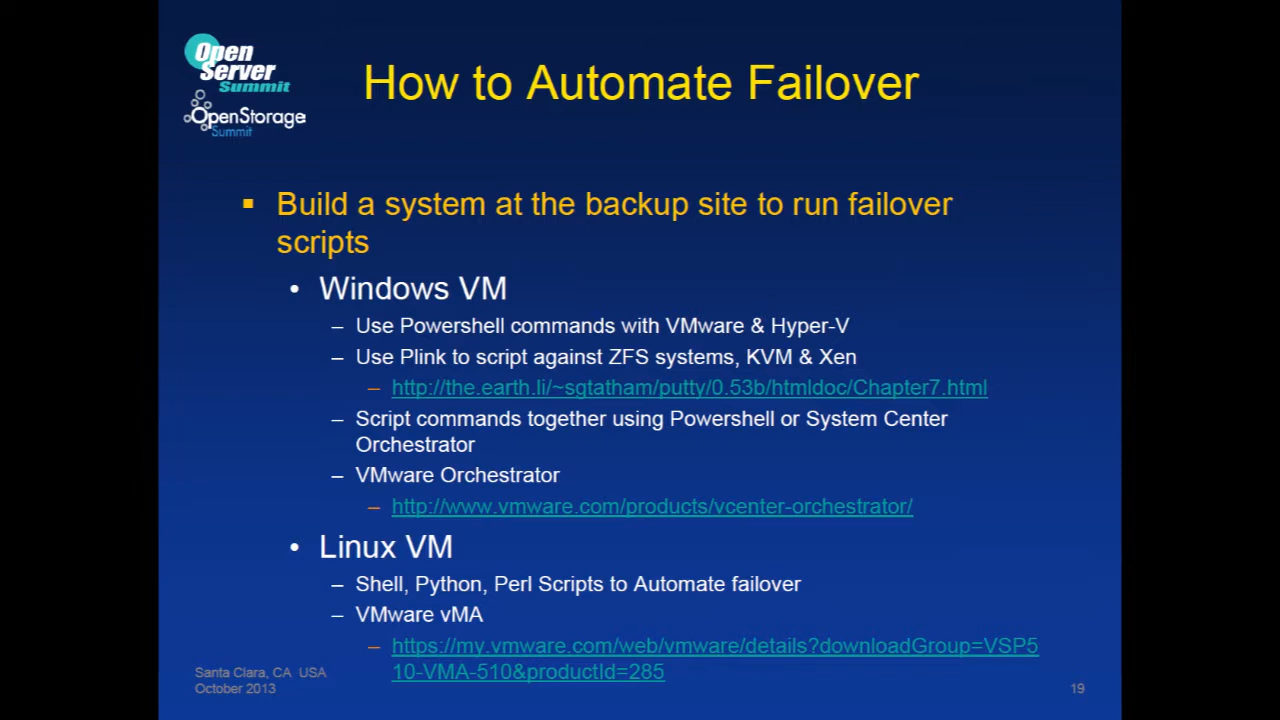 Open
Server
Summit
OpenStorage
Summit
How to Automate Failover
▪ Build a system at the backup site to run failover
scripts
• Windows VM
– Use Powershell commands with VMware & Hyper-V
– Use Plink to script against ZFS systems, KVM & Xen
– http://the.earth.li/~sgtatham/putty/0.53b/htmldoc/Chapter7.html
– Script commands together using Powershell or System Center
Orchestrator
– VMware Orchestrator
– http://www.vmware.com/products/vcenter-orchestrator/
• Linux VM
– Shell, Python, Perl Scripts to Automate failover
– VMware vMA
– https://my.vmware.com/web/vmware/details?downloadGroup=VSP5
10-VMA-510&productId=285
Santa Clara, CA USA
October 2013
19